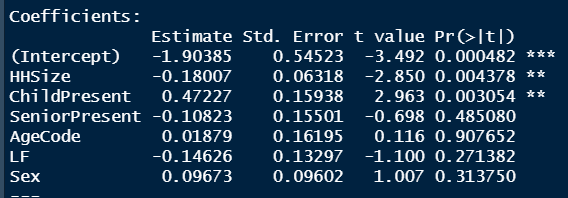 Coefficients:
Estimate Std. Error t value Pr(>|t|)
(Intercept) -1.90385 0.54523 -3.492 0.000482 ***
HHSize -0.18007 0.06318 -2.850 0.004378 **
ChildPresent 0.47227 0.15938 2.963 0.003054 **
SeniorPresent -0.10823 0.15501 -0.698 0.485080
AgeCode 0.01879 0.16195 0.116 0.907652
LF -0.14626 0.13297 -1.100 0.271382
Sex 0.09673 0.09602 1.007 0.313750
---